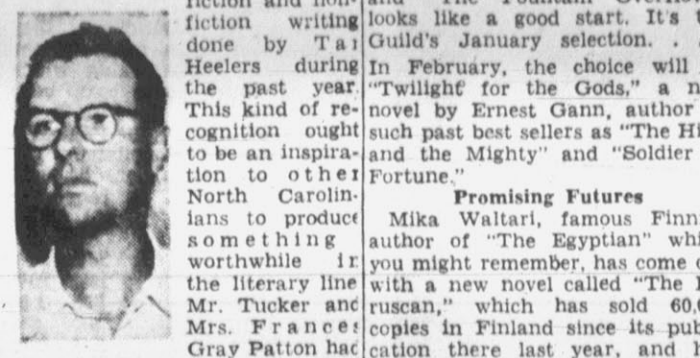 fiction and non-
fiction writing
done by Tar
Heelers during
the past year.
This kind of re-
cognition ought
to be an inspira-
tion to other
North Carolin-
ians to produce
something
worthwhile in
the literary line
Mr. Tucker and
Mrs. Frances
Gray Patton had
and "The Fountain
looks like a good start. It's
Guild's January selection. . .
In February, the choice will
"Twilight for the Gods," a n
novel by Ernest Gann, author
such past best sellers as "The Hi
and the Mighty" and "Soldier
Fortune."
Promising Futures
Mika Waltari, famous Finn
author of "The Egyptian" whi
you might remember, has come
with a new novel called "The
ruscan," which has sold 60,
copies in Finland since its pub
cation there last year, and